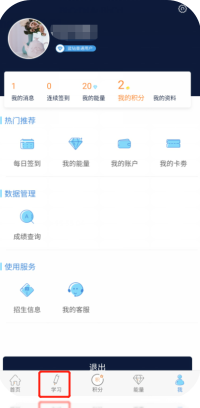 1 0 20 2
我的消息 连续签到 我的能量 我的积分 我的资料
热门推荐
每日签到 我的能量 我的账户 我的卡券
数据管理
成绩查询
使用服务
招生信息 我的客服
退出
首页 学习 积分 能量 我